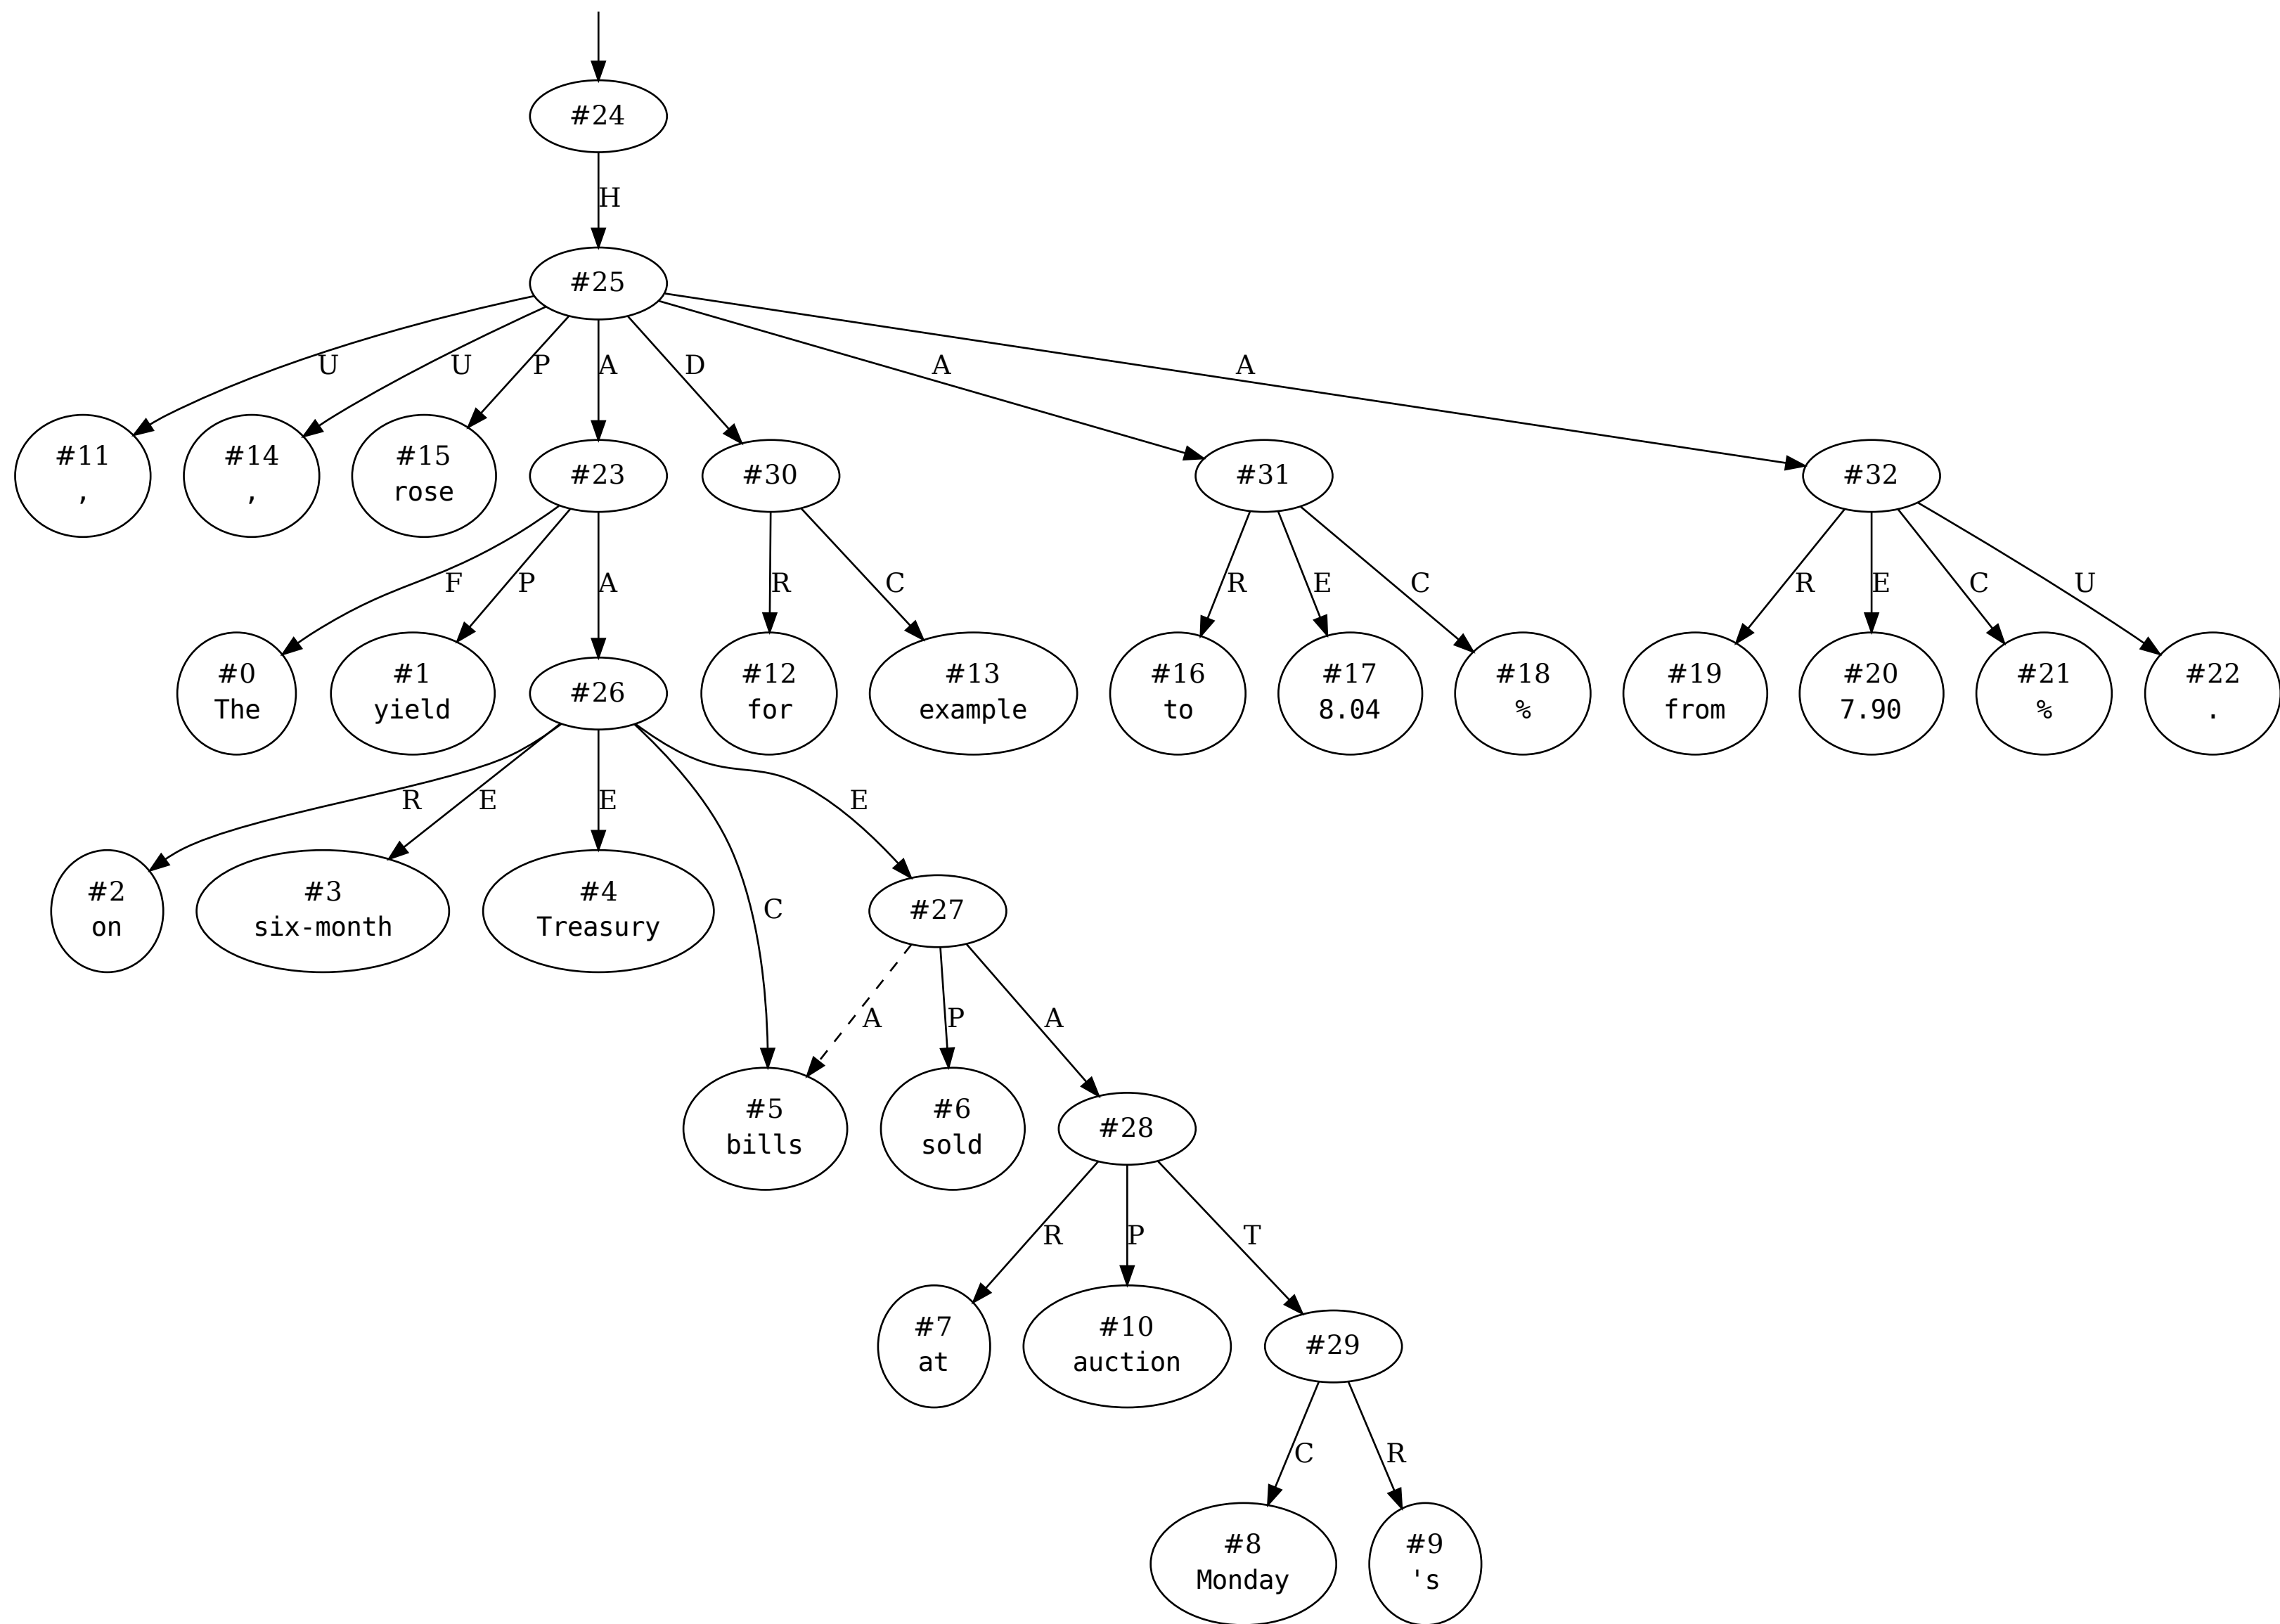 #24
H
#25
U
U
P
A
D
A
A
#11
,
#14
,
#15
rose
#23
#30
#31
#32
F
P
A
R
C
R
E
C
R
E
C
U
#0
The
#1
yield
#26
#12
for
#13
example
#16
to
#17
8.04
#18
%
#19
from
#20
7.90
#21
%
#22
.
R
E
E
C
E
#2
on
#3
six-month
#4
Treasury
#27
A
P
A
#5
bills
#6
sold
#28
R
P
T
#7
at
#10
auction
#29
C
R
#8
Monday
#9
's